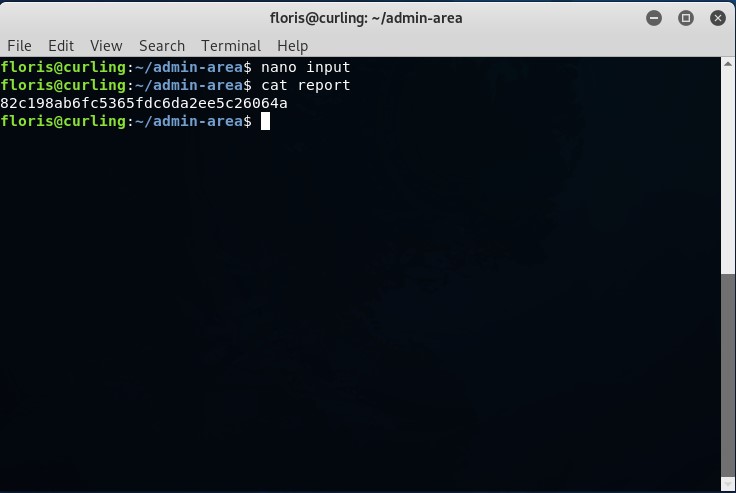 floris@curling: ~/admin-area
File Edit View Search Terminal Help
floris@curling:~/admin-area$ nano input
floris@curling:~/admin-area$ cat report
82c198ab6fc5365fdc6da2ee5c26064a
floris@curling:~/admin-area$